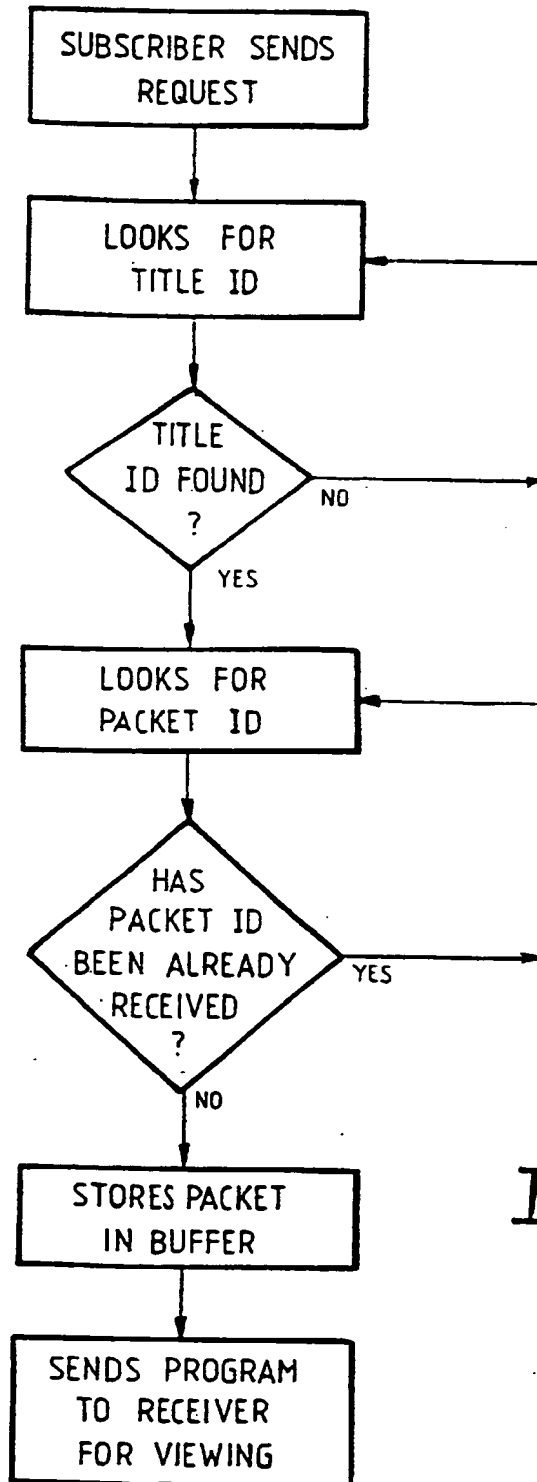 SUBSCRIBER SENDS
REQUEST
LOOKS FOR
TITLE ID
TITLE
ID FOUND
?
NO
YES
LOOKS FOR
PACKET ID
HAS
PACKET ID
BEEN ALREADY
RECEIVED
?
YES
NO
STORES PACKET
IN BUFFER
SENDS PROGRAM
TO RECEIVER
FOR VIEWING